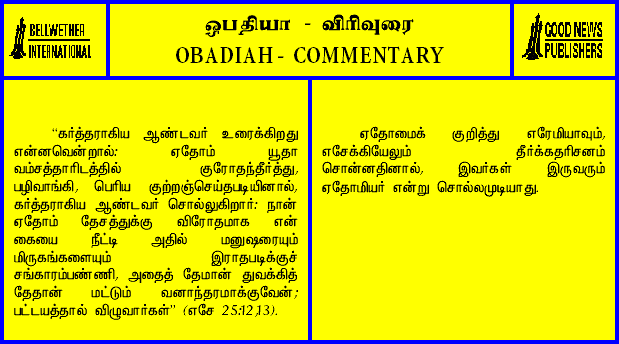 BELLWETHER
INTERNATIONAL
ஒபதியா - விரிவுரை
OBADIAH - COMMENTARY
GOOD NEWS
PUBLISHERS
“கர்த்தராகிய ஆண்டவர் உரைக்கிறது
என்னவென்றால்: ஏதோம் யூதா
வம்சத்தாரிடத்தில் குரோதந்தீர்த்து,
பழிவாங்கி, பெரிய குற்றஞ்செய்தபடியினால்,
கர்த்தராகிய ஆண்டவர் சொல்லுகிறார்: நான்
ஏதோம் தேசத்துக்கு விரோதமாக என்
கையை நீட்டி அதில் மனுஷரையும்
மிருகங்களையும் இராதபடிக்குச்
சங்காரம்பண்ணி, அதைத் தேமான் துவக்கித்
தேதான் மட்டும் வனாந்தரமாக்குவேன்;
பட்டயத்தால் விழுவார்கள்” (எசே 25:12,13).
ஏதோமைக் குறித்து எரேமியாவும்,
எசேக்கியேலும் தீர்க்கதரிசனம்
சொன்னதினால், இவர்கள் இருவரும்
ஏதோமியர் என்று சொல்லமுடியாது.